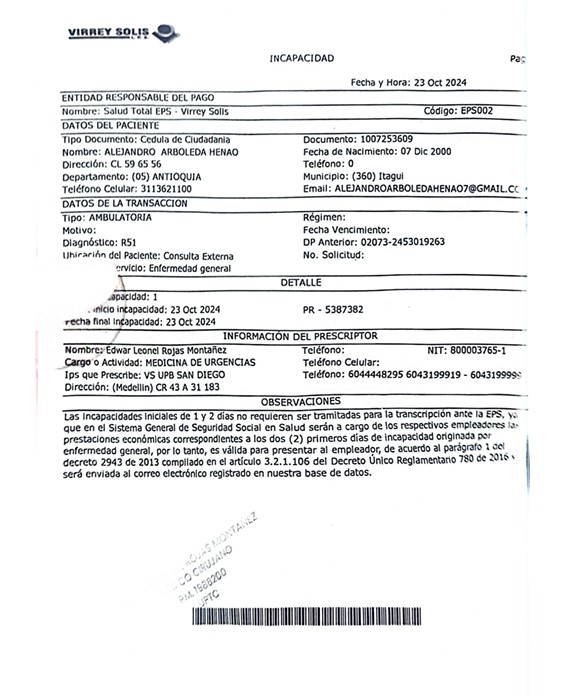 VIRREY SOLIS
I.P.S.
INCAPACIDAD
Pag
Fecha y Hora: 23 Oct 2024
ENTIDAD RESPONSABLE DEL PAGO
Nombre: Salud Total EPS - Virrey Solis Código: EPS002
DATOS DEL PACIENTE
Tipo Documento: Cedula de Ciudadania Documento: 1007253609
Nombre: ALEJANDRO ARBOLEDA HENAO Fecha de Nacimiento: 07 Dic 2000
Dirección: CL 59 65 56 Teléfono: 0
Departamento: (05) ANTIOQUIA Municipio: (360) Itagui
Teléfono Celular: 3113621100 Email: ALEJANDROARBOLEDAHENAO7@GMAIL.CC
DATOS DE LA TRANSACCION
Tipo: AMBULATORIA Régimen:
Motivo: Fecha Vencimiento:
Diagnóstico: R51 DP Anterior: 02073-2453019263
Ubicación del Paciente: Consulta Externa No. Solicitud:
ervicio: Enfermedad general
DETALLE
apacidad: 1
inicio incapacidad: 23 Oct 2024 PR - 5387382
Fecha final incapacidad: 23 Oct 2024
INFORMACIÓN DEL PRESCRIPTOR
Nombre: Edwar Leonel Rojas Montañez Teléfono: NIT: 800003765-1
Cargo o Actividad: MEDICINA DE URGENCIAS Teléfono Celular:
Ips que Prescribe: VS UPB SAN DIEGO Teléfono: 6044448295 6043199919 - 6043199999
Dirección: (Medellin) CR 43 A 31 183
OBSERVACIONES
Las Incapacidades iniciales de 1 y 2 días no requieren ser tramitadas para la transcripción ante la EPS, ya
que en el Sistema General de Seguridad Social en Salud serán a cargo de los respectivos empleadores las
prestaciones económicas correspondientes a los dos (2) primeros días de incapacidad originada por
enfermedad general, por lo tanto, es válida para presentar al empleador, de acuerdo al parágrafo 1 del
decreto 2943 de 2013 compilado en el artículo 3.2.1.106 del Decreto Único Reglamentario 780 de 2016
será enviada al correo electrónico registrado en nuestra base de datos.
ROJAS MONTAÑEZ
CO CIRUJANO
UPTC